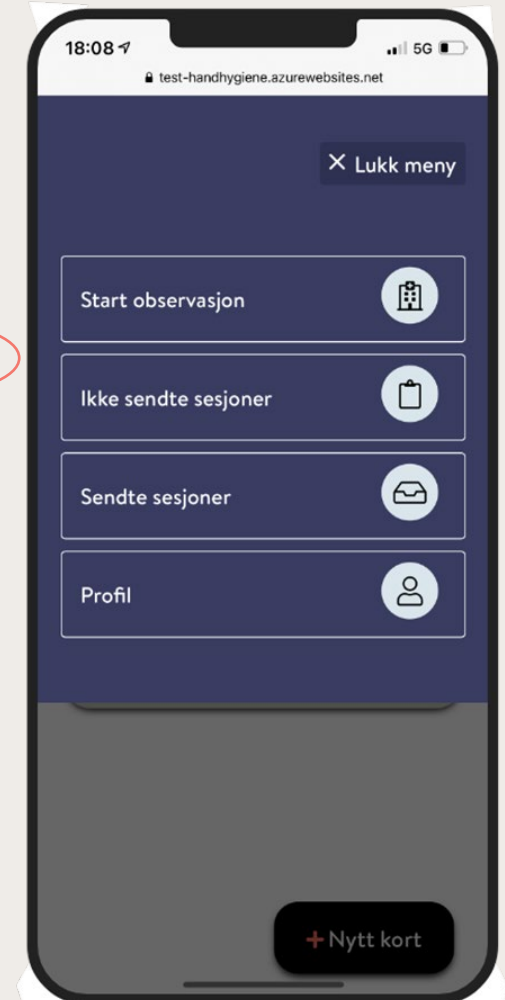 18:08
5G
test-handhygiene.azurewebsites.net
× Lukk meny
Start observasjon
Ikke sendte sesjoner
Sendte sesjoner
Profil
+ Nytt kort